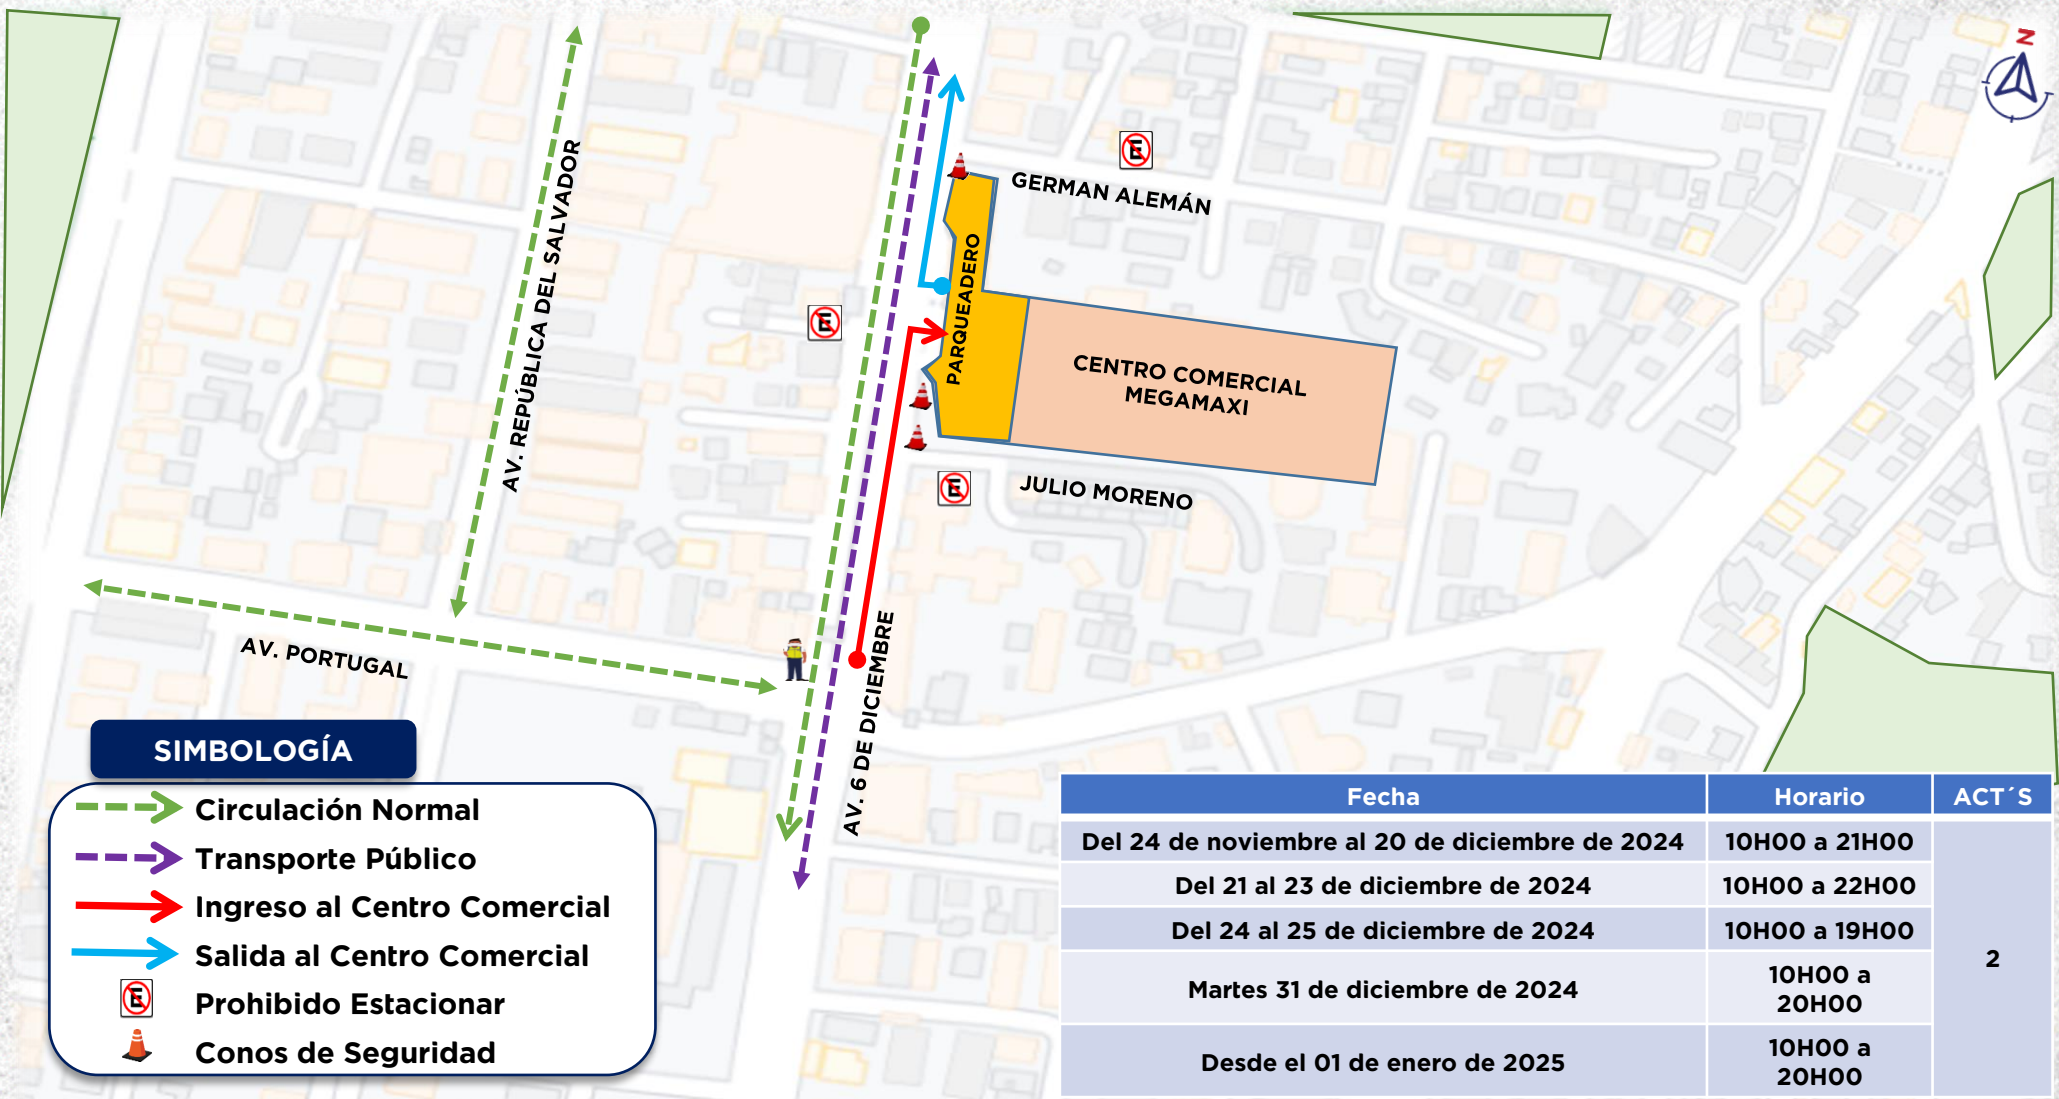 N
GERMAN ALEMÁN
AV. REPÚBLICA DEL SALVADOR
PARQUEADERO
CENTRO COMERCIAL
MEGAMAXI
JULIO MORENO
AV. PORTUGAL
AV. 6 DE DICIEMBRE
SIMBOLOGÍA
Circulación Normal
Transporte Público
Ingreso al Centro Comercial
Salida al Centro Comercial
E Prohibido Estacionar
Conos de Seguridad
E
E
E
Fecha Horario ACT´S
Del 24 de noviembre al 20 de diciembre de 2024 10H00 a 21H00
Del 21 al 23 de diciembre de 2024 10H00 a 22H00
Del 24 al 25 de diciembre de 2024 10H00 a 19H00
2
Martes 31 de diciembre de 2024 10H00 a
20H00
Desde el 01 de enero de 2025 10H00 a
20H00